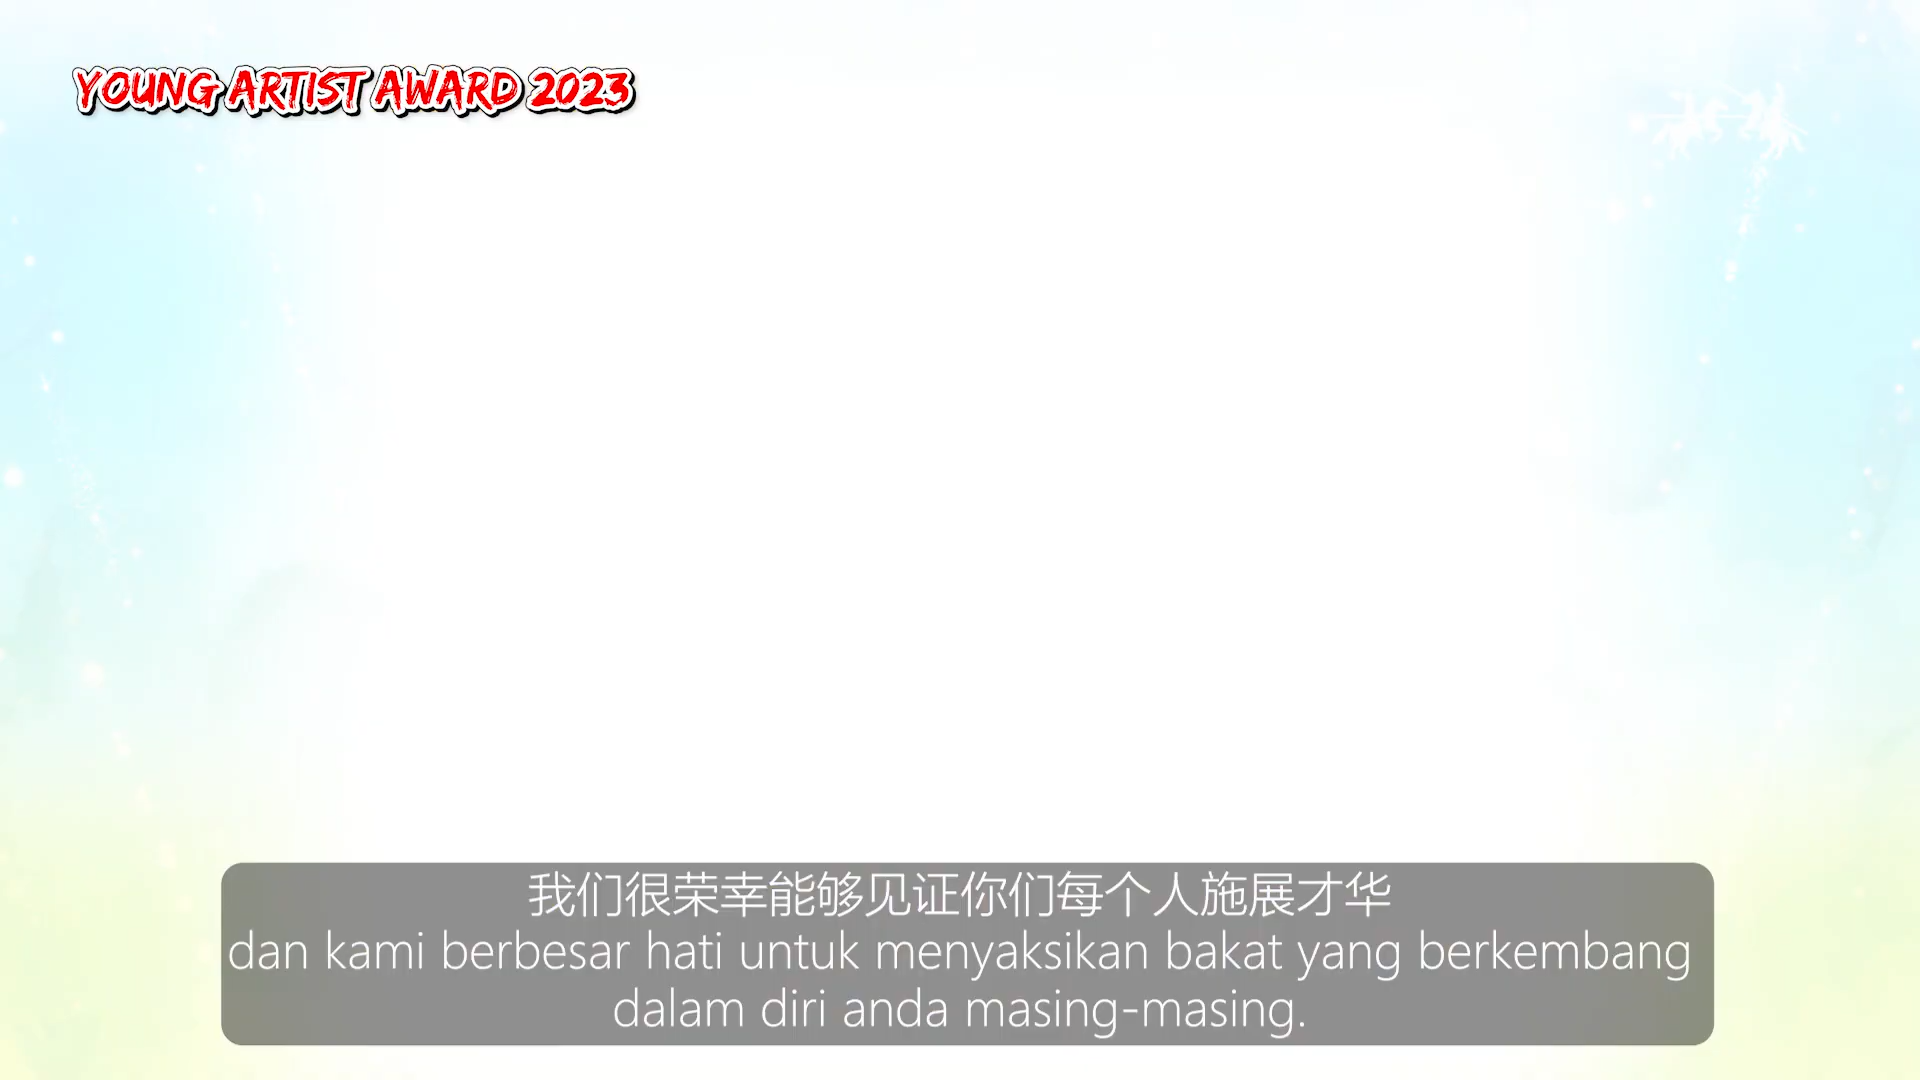 YOUNG ARTIST AWARD 2023
我们很荣幸能够见证你们每个人施展才华
dan kami berbesar hati untuk menyaksikan bakat yang berkembang
dalam diri anda masing-masing.